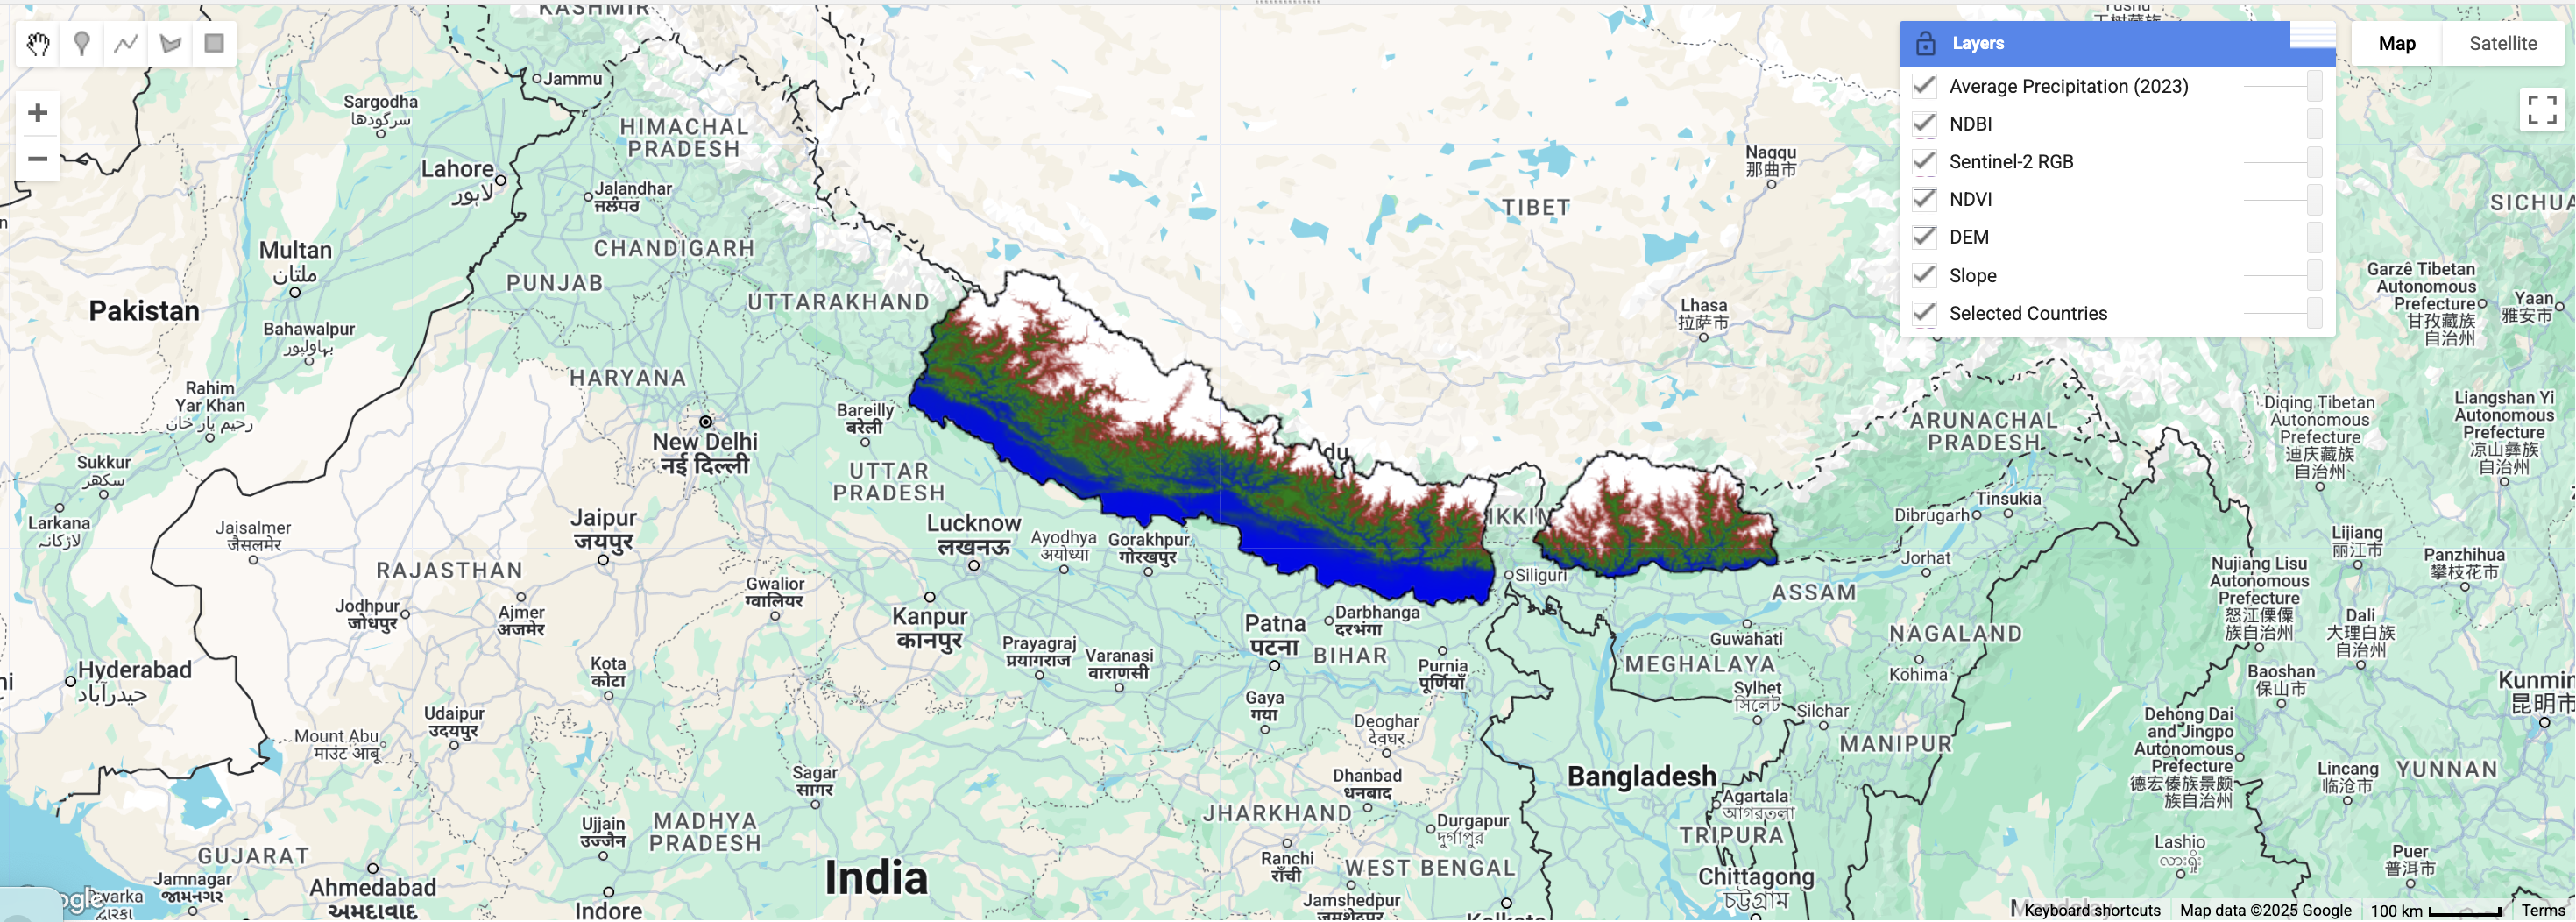 KASHMIR
Jammu
Sargodha
سرگودھا
HIMACHAL
PRADESH
Lahore
لاہور
Jalandhar
ਜਲੰਧਰ
Multan
ملتان
CHANDIGARH
PUNJAB
UTTARAKHAND
Pakistan
Bahawalpur
بہاولپور
Rahim
Yar Khan
رحیم یار خان
HARYANA
Bareilly
बरेली
New Delhi
नई दिल्ली
Sukkur
سکھر
UTTAR
PRADESH
Larkana
لاڑکانہ
Jaisalmer
जैसलमेर
Jaipur
जयपुर
Lucknow
लखनऊ
Ayodhya
अयोध्या
Gorakhpur
गोरखपुर
RAJASTHAN
Gwalior
ग्वालियर
Jodhpur
जोधपुर
Ajmer
अजमेर
Kanpur
कानपुर
Patna
पटना
Darbhanga
दरभंगा
BIHAR
Purnia
पूर्णियाँ
Prayagraj
प्रयागराज
Varanasi
वाराणसी
Hyderabad
حيدرآباد
Kota
कोटा
Gaya
गया
Udaipur
उदयपुर
Mount Abu
माउंट आबू
Deoghar
देवघर
Sagar
सागर
Dhanbad
धनबाद
JHARKHAND
Ujjain
उज्जैन
MADHYA
PRADESH
Durgapur
দুর্গাপুর
GUJARAT
Ranchi
राँची
WEST BENGAL
India
Jamnagar
જામનગર
Ahmedabad
અમદાવાદ
Indore
Jamshedpur
Siliguri
Bangladesh
Agartala
আগরতলা
TRIPURA
Chittagong
চট্টগ্রাম
MEGHALAYA
Sylhet
সিলেট
Silchar
MANIPUR
Guwahati
ASSAM
NAGALAND
Kohima
Jorhat
Dibrugarh
Tinsukia
ARUNACHAL
PRADESH
TIBET
Nagqu
那曲市
Lhasa
拉萨市
Layers
Average Precipitation (2023)
NDBI
Sentinel-2 RGB
NDVI
DEM
Slope
Selected Countries
Map
Satellite
Garzê Tibetan
Autonomous
Prefecture
甘孜藏族
自治州
Yaan
雅安市
Diqing Tibetan
Autonomous
Prefecture
迪庆藏族
自治州
Liangshan Yi
Autonomous
Prefecture
凉山彝族
自治州
Lijiang
丽江市
Panzhihua
攀枝花市
Nujiang Lisu
Autonomous
Prefecture
怒江傈僳
族自治州
Dali
大理白族
自治州
Baoshan
保山市
Dehong Dai
and Jingpo
Autonomous
Prefecture
德宏傣族景颇
族自治州
Lincang
临沧市
YUNNAN
Lashio
လားရှိုး
Puer
普洱市
昆明市
Keyboard shortcuts
Map data ©2025 Google
100 km
Terms